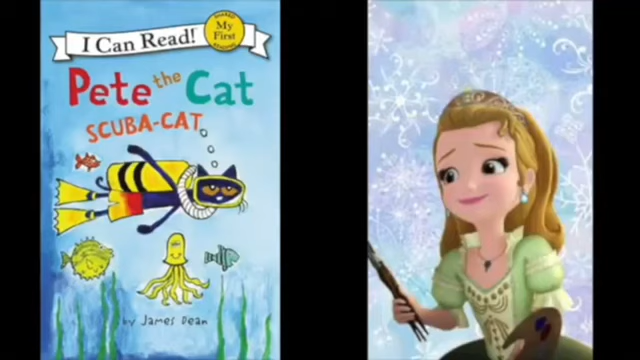 I Can Read!
My
First
Pete the Cat
SCUBA-CAT
by James Dean